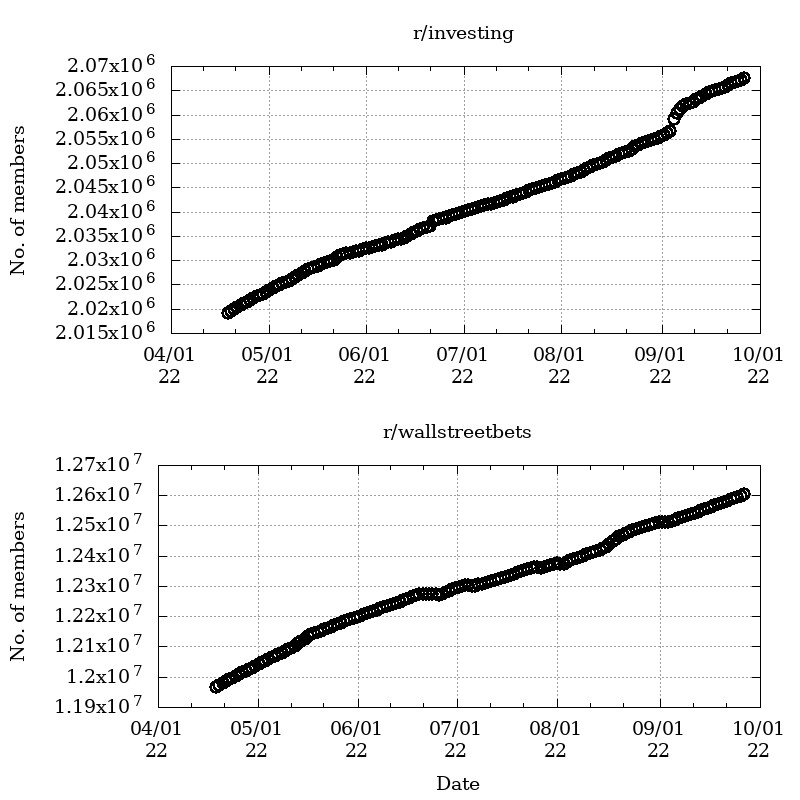 r/investing
2.07x10^6
2.065x10^6
2.06x10^6
2.055x10^6
2.05x10^6
2.045x10^6
2.04x10^6
2.035x10^6
2.03x10^6
2.025x10^6
2.02x10^6
2.015x10^6
No. of members
04/01 05/01 06/01 07/01 08/01 09/01 10/01
22 22 22 22 22 22 22
r/wallstreetbets
1.27x10^7
1.26x10^7
1.25x10^7
1.24x10^7
1.23x10^7
1.22x10^7
1.21x10^7
1.2x10^7
1.19x10^7
No. of members
04/01 05/01 06/01 07/01 08/01 09/01 10/01
22 22 22 22 22 22 22
Date